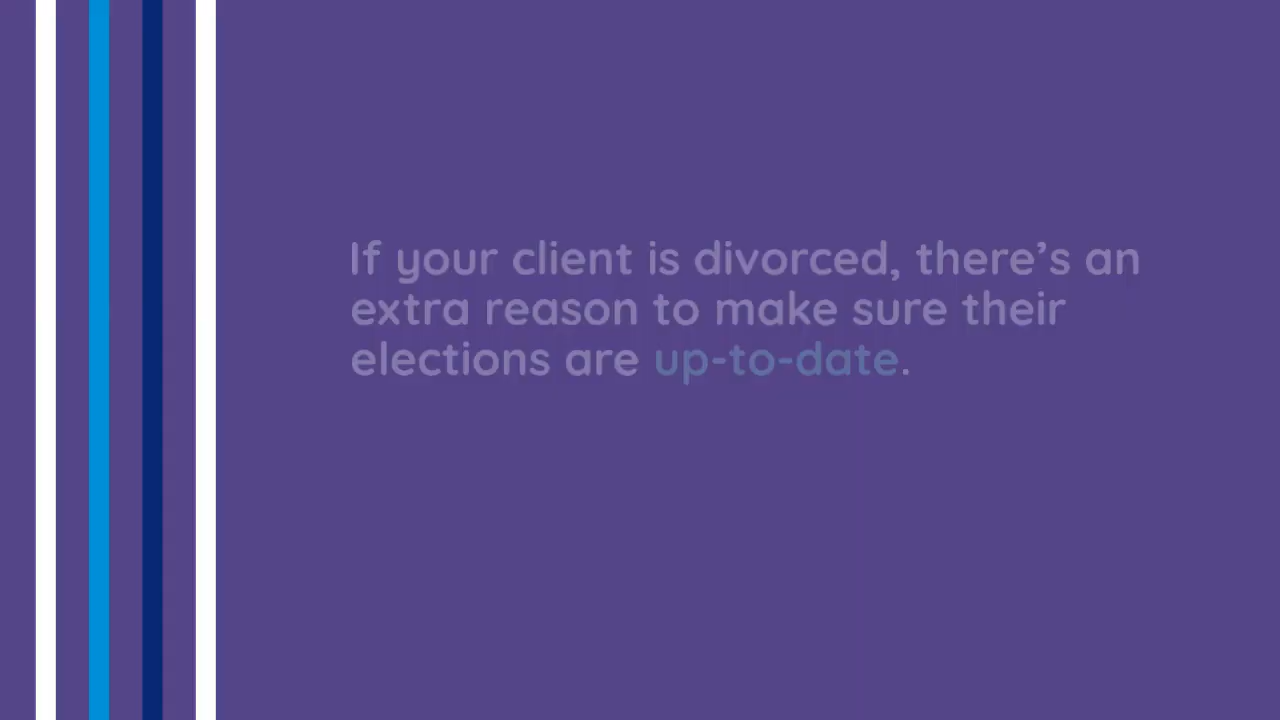 If your client is divorced, there’s an
extra reason to make sure their
elections are up-to-date.